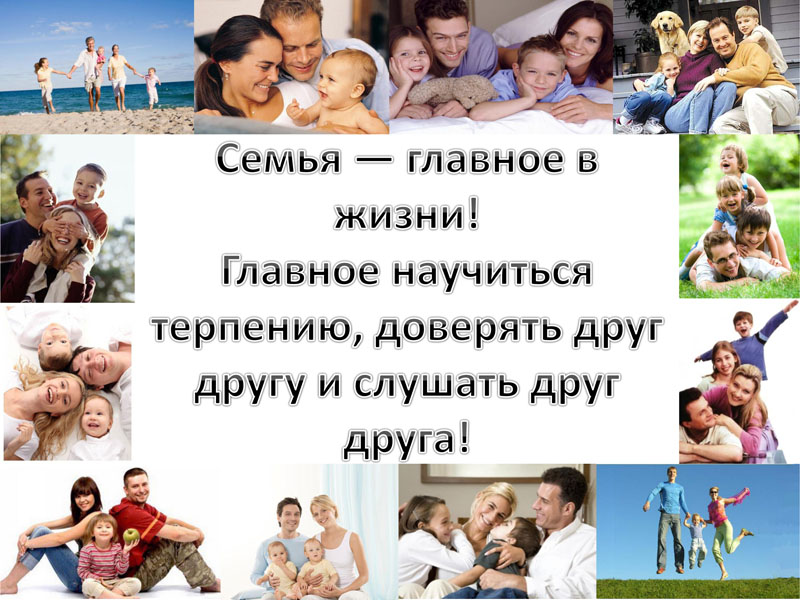 Семья — главное в
жизни!
Главное научиться
терпению, доверять друг
другу и слушать друг
друга!